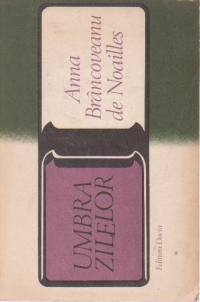 Anna
Brâncoveanu
de Noailles
UMBRA
ZILELOR
Editura Dacia